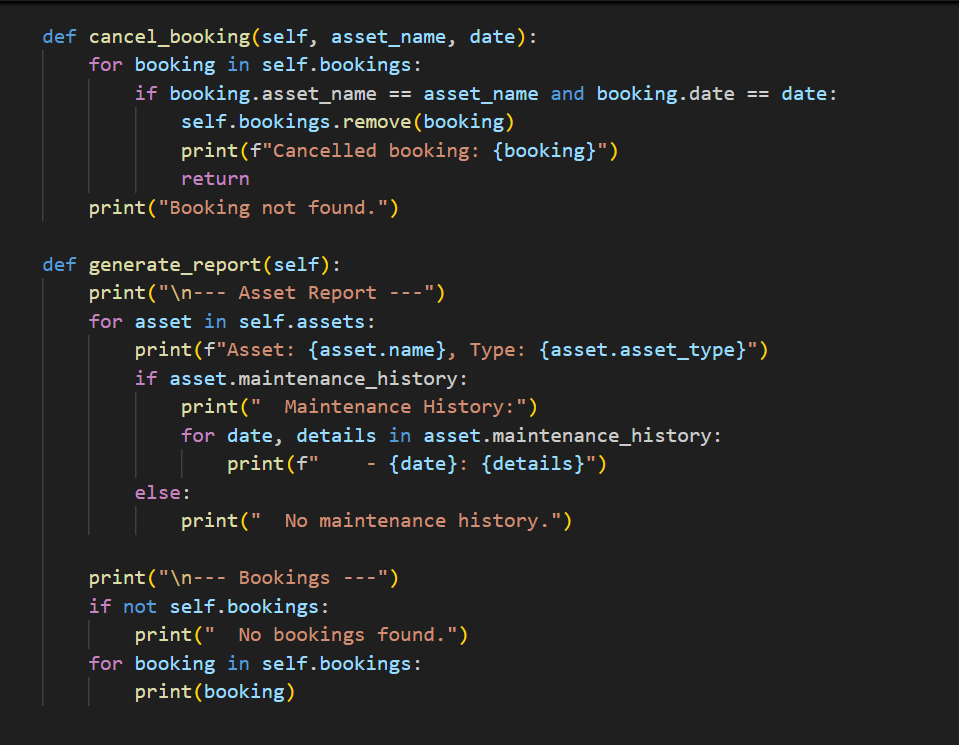 def cancel_booking(self, asset_name, date):
    for booking in self.bookings:
        if booking.asset_name == asset_name and booking.date == date:
            self.bookings.remove(booking)
            print(f"Cancelled booking: {booking}")
            return
    print("Booking not found.")

def generate_report(self):
    print("\n--- Asset Report ---")
    for asset in self.assets:
        print(f"Asset: {asset.name}, Type: {asset.asset_type}")
        if asset.maintenance_history:
            print("  Maintenance History:")
            for date, details in asset.maintenance_history:
                print(f"    - {date}: {details}")
        else:
            print("  No maintenance history.")

    print("\n--- Bookings ---")
    if not self.bookings:
        print("  No bookings found.")
    for booking in self.bookings:
        print(booking)